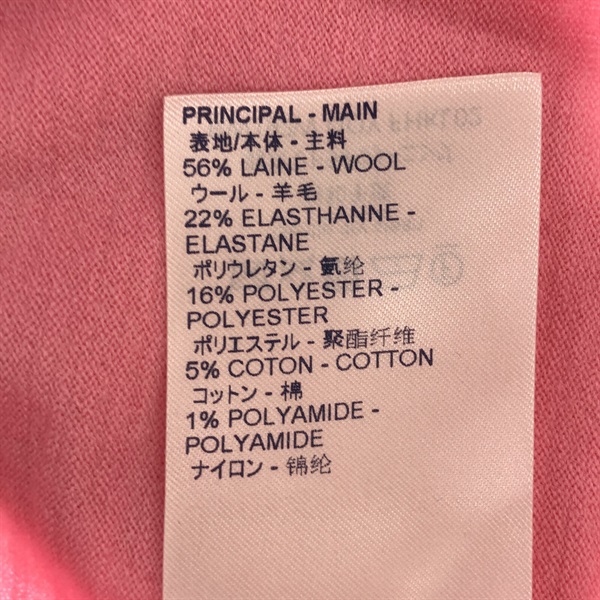 PRINCIPAL - MAIN
表地/本体 - 主料
56% LAINE - WOOL
ウール - 羊毛
22% ELASTHANNE -
ELASTANE
ポリウレタン - 氨纶
16% POLYESTER -
POLYESTER
ポリエステル - 聚酯纤维
5% COTON - COTTON
コットン - 棉
1% POLYAMIDE -
POLYAMIDE
ナイロン - 锦纶